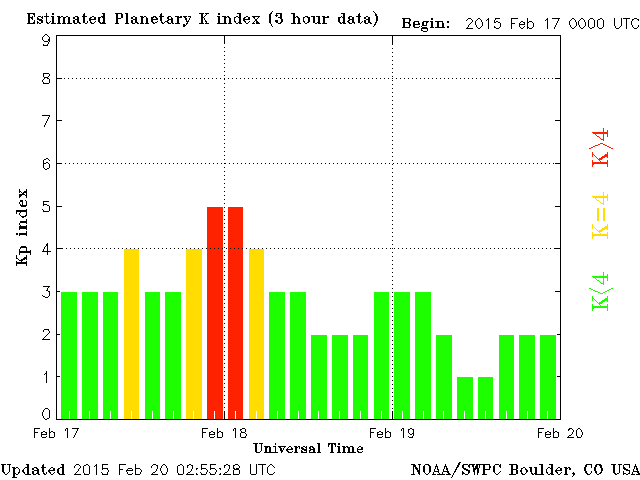 Estimated Planetary K index (3 hour data) Begin: 2015 Feb 17 0000 UTC
9
8
7
6
5
4
3
2
1
0
Kp index
K>4
K=4
K<4
Feb 17 Feb 18 Feb 19 Feb 20
Universal Time
Updated 2015 Feb 20 02:55:28 UTC NOAA/SWPC Boulder, CO USA